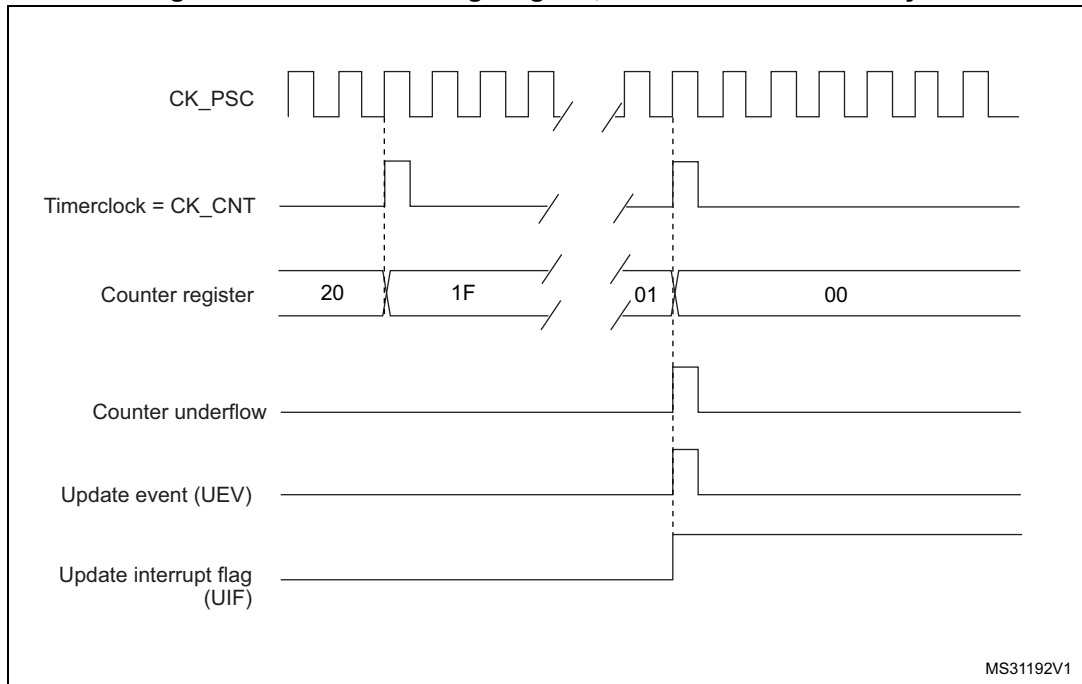 CK_PSC
Timerclock = CK_CNT
Counter register
20
1F
01
00
Counter underflow
Update event (UEV)
Update interrupt flag
(UIF)
MS31192V1